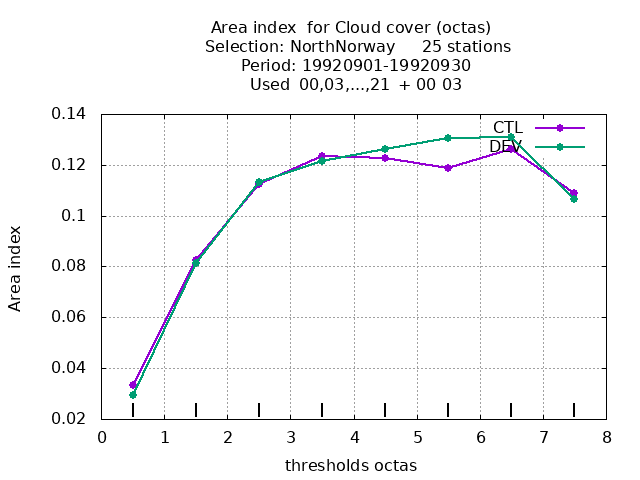 Area index  for Cloud cover (octas)
Selection: NorthNorway     25 stations
Period: 19920901-19920930
Used  00,03,...,21  + 00 03
0.14
CTL
DEV
0.12
0.1
0.08
0.06
0.04
0.02
Area index
0 1 2 3 4 5 6 7 8
thresholds octas